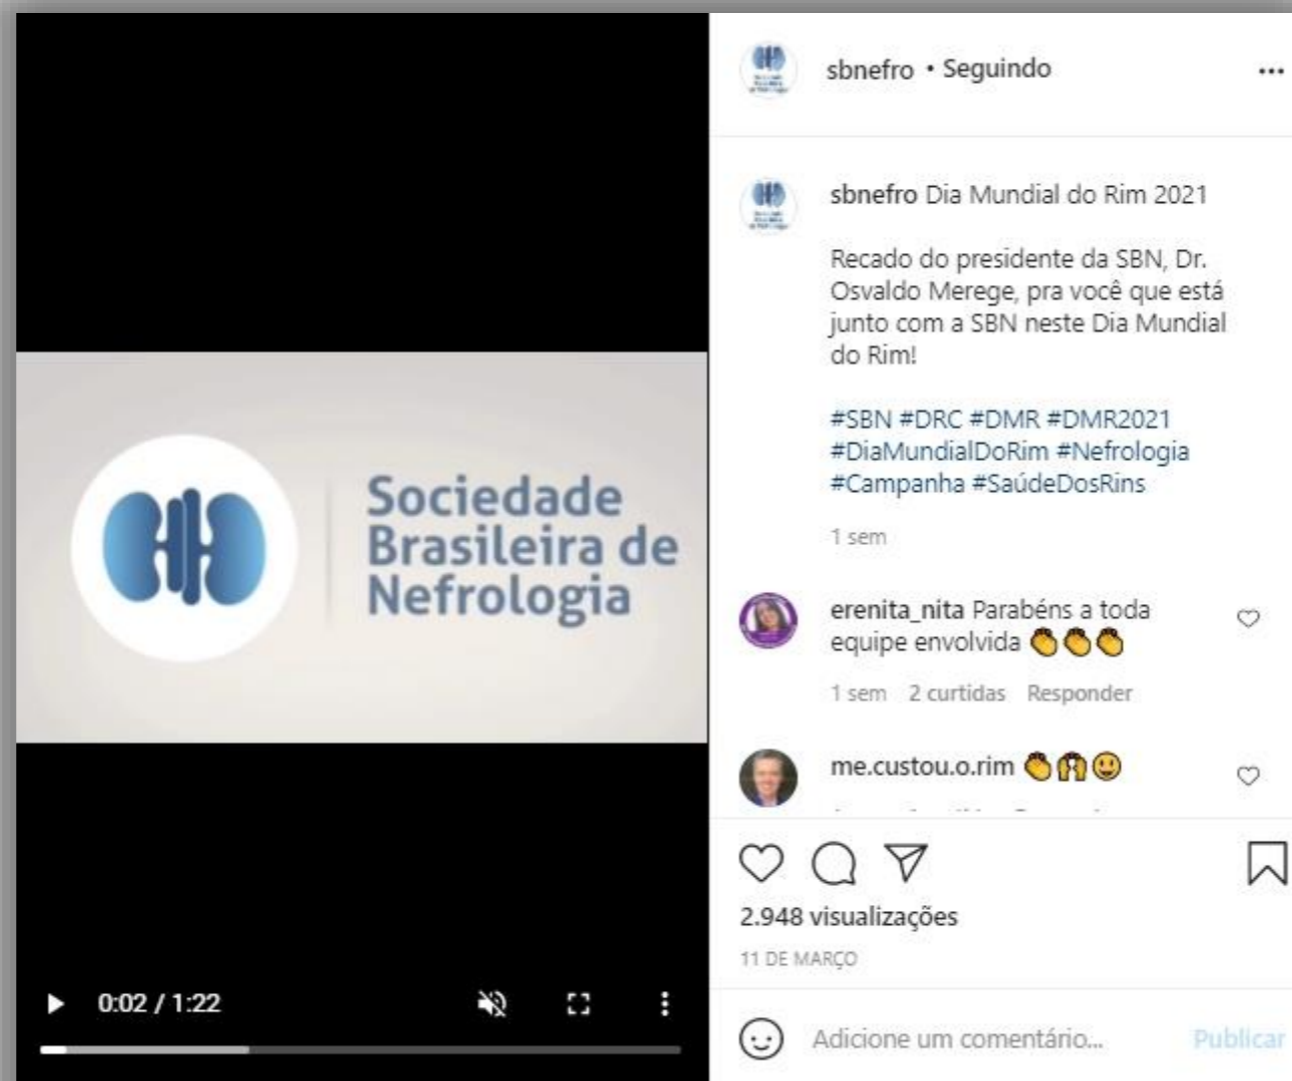 sbnefro • Seguindo
sbnefro Dia Mundial do Rim 2021
Recado do presidente da SBN, Dr.
Osvaldo Merege, pra você que está
junto com a SBN neste Dia Mundial
do Rim!
#SBN #DRC #DMR #DMR2021
#DiaMundialDoRim #Nefrologia
#Campanha #SaúdeDosRins
1 sem
erenita_nita Parabéns a toda
equipe envolvida 👏👏👏
1 sem 2 curtidas Responder
me.custou.o.rim 👏🙌😃
2.948 visualizações
11 DE MARÇO
Adicione um comentário... Publicar
Sociedade
Brasileira de
Nefrologia
0:02 / 1:22